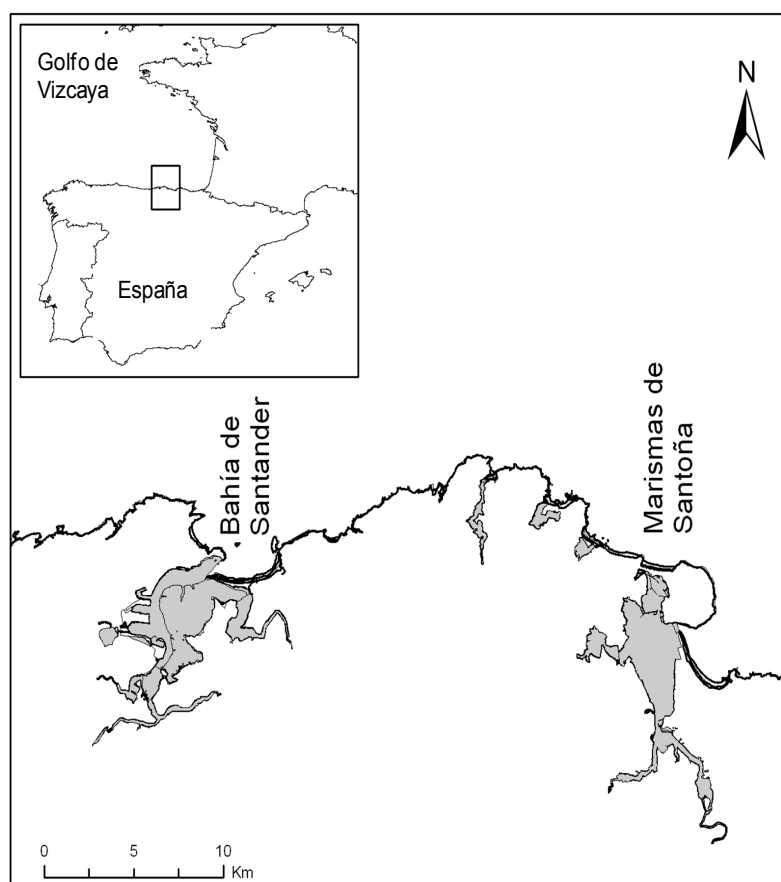 Golfo de
Vizcaya
N
España
Bahía de
Santander
Marismas de
Santoña
0 5 10
Km